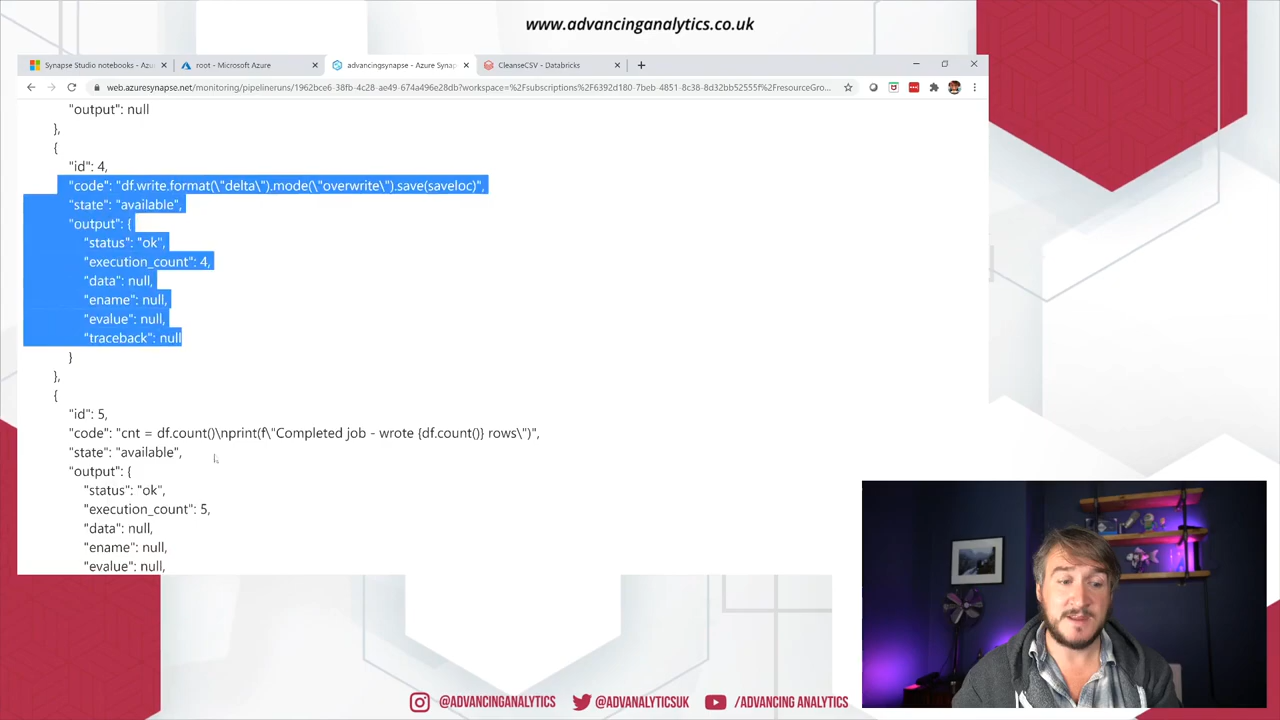 www.advancinganalytics.co.uk
Synapse Studio notebooks - Azu
root - Microsoft Azure
advancingsynapse - Azure Synap
CleanseCSV - Databricks
web.azuresynapse.net/monitoring/pipelineruns/1962bce6-38fb-4c28-ae49-674a496e28db?workspace=%2Fsubscriptions%2F6392d180-7beb-4851-8c38-8d32bb52555f%2FresourceGro...
"output": null
},
{
"id": 4,
"code": "df.write.format(\"delta\").mode(\"overwrite\").save(saveloc)",
"state": "available",
"output": {
"status": "ok",
"execution_count": 4,
"data": null,
"ename": null,
"evalue": null,
"traceback": null
}
},
{
"id": 5,
"code": "cnt = df.count()\nprint(f\"Completed job - wrote {df.count()} rows\")",
"state": "available",
"output": {
"status": "ok",
"execution_count": 5,
"data": null,
"ename": null,
"evalue": null,
@ADVANCINGANALYTICS
@ADVANALYTICSUK
/ADVANCING ANALYTICS